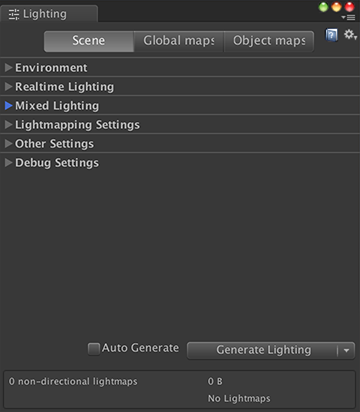 Lighting
Scene Global maps Object maps
Environment
Realtime Lighting
Mixed Lighting
Lightmapping Settings
Other Settings
Debug Settings
Auto Generate Generate Lighting
0 non-directional lightmaps 0 B
No Lightmaps